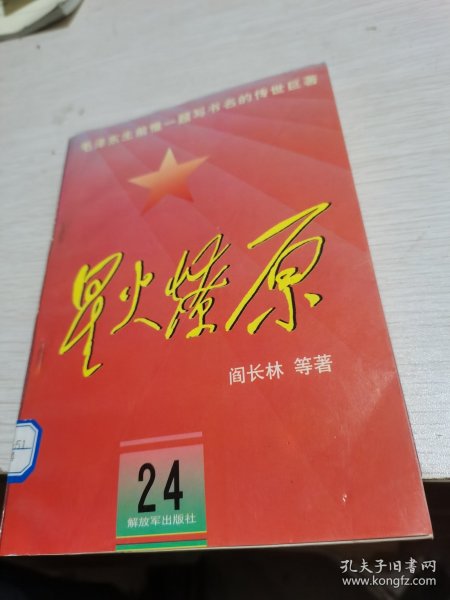 毛泽东生前惟一题写书名的传世巨著
星火燎原
阎长林 等著
24
解放军出版社
51
孔夫子旧书网
www.kongfz.com